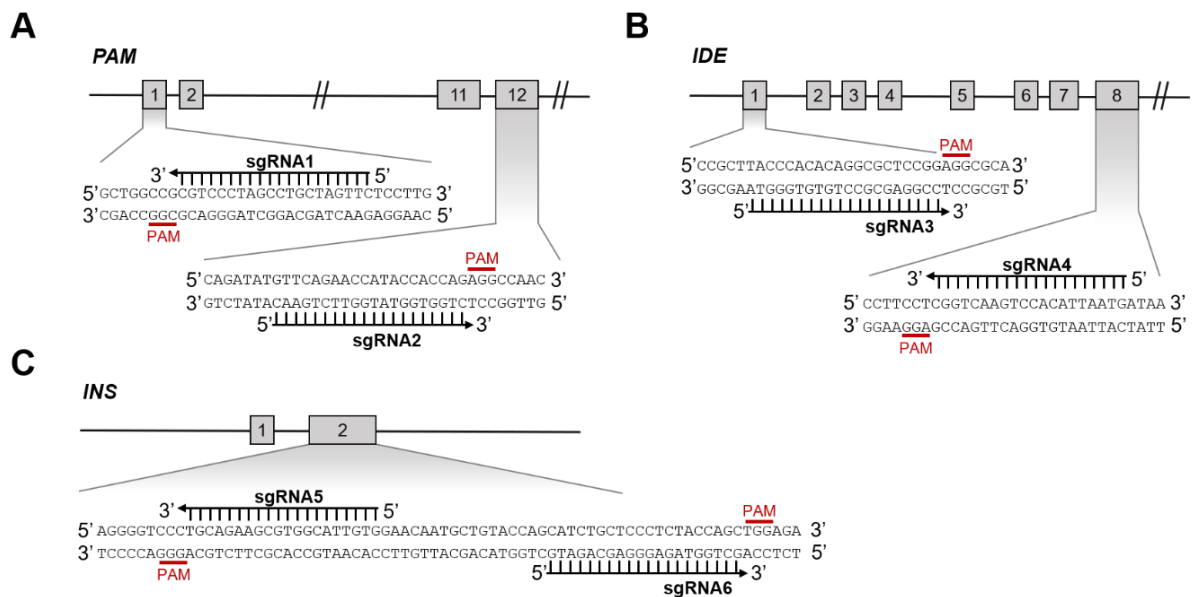 A
PAM
1 2 11 12
sgRNA1
3' 5'
5'GCTGGCCGCGTCCCTAGCCTGCTAGTTCTCCTTG 3'
3'CGACCGGCGCAGGGATCGGACGATCAAGAGGAAC 5'
PAM
PAM
5'CAGATATGTTCAGAACCATACCACCAGAGGCCAAC 3'
3'GTCTATACAAGTCTTGGTATGGTGGTCTCCGGTTG 5'
5' 3'
sgRNA2
B
IDE
1 2 3 4 5 6 7 8
PAM
5'CCGCTTACCCACACAGGCGCTCCGGAGGCGCA 3'
3'GGCGAATGGGTGTGTCCGCGAGGCCTCCGCGT 5'
5' 3'
sgRNA3
sgRNA4
3' 5'
5'CCTTCCTCGGTCAAGTCCACATTAATGATAA 3'
3'GGAAGGAGCCAGTTCAGGTGTAATTACTATT 5'
PAM
C
INS
1 2
sgRNA5
3' 5'
PAM
5'AGGGGTCCCTGCAGAAGCGTGGCATTGTGGAACAATGCTGTACCAGCATCTGCTCCCTCTACCAGCTGGAGA 3'
3'TCCCCAGGGACGTCTTCGCACCGTAACACCTTGTTACGACATGGTCGTAGACGAGGGAGATGGTCGACCTCT 5'
PAM
5' 3'
sgRNA6